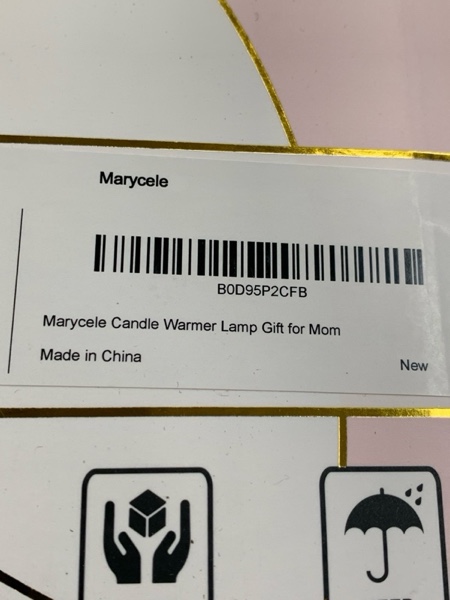 Marycele
B0D95P2CFB
Marycele Candle Warmer Lamp Gift for Mom
Made in China
New